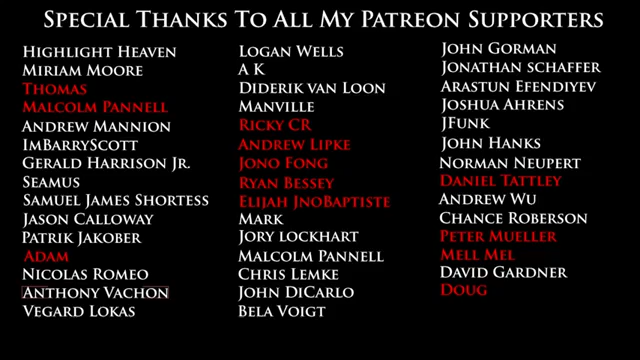 Special Thanks To All My Patreon Supporters
Highlight Heaven
Miriam Moore
Thomas
Malcolm Pannell
Andrew Mannion
ImBarryScott
Gerald Harrison Jr.
Seamus
Samuel James Shortess
Jason Calloway
Patrik Jakober
Adam
Nicolas Romeo
Anthony Vachon
Vegard Lokas
Logan Wells
A K
Diderik van Loon
Manville
Ricky CR
Andrew Lipke
Jono Fong
Ryan Bessey
Elijah JnoBaptiste
Mark
Jory Lockhart
Malcolm Pannell
Chris Lemke
John DiCarlo
Bela Voigt
John Gorman
Jonathan Schaffer
Arastun Efendiyev
Joshua Ahrens
JFunk
John Hanks
Norman Neupert
Daniel Tattley
Andrew Wu
Chance Roberson
Peter Mueller
Mell Mel
David Gardner
Doug